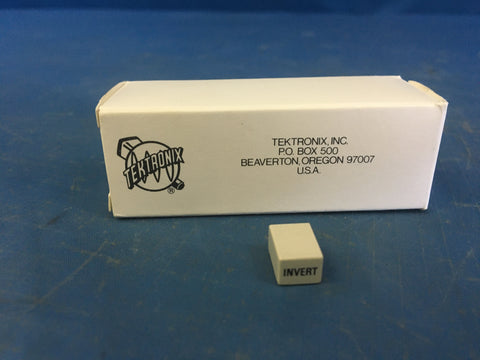 TEKTRONIX
®
TEKTRONIX, INC.
P.O. BOX 500
BEAVERTON, OREGON 97007
U.S.A.
INVERT